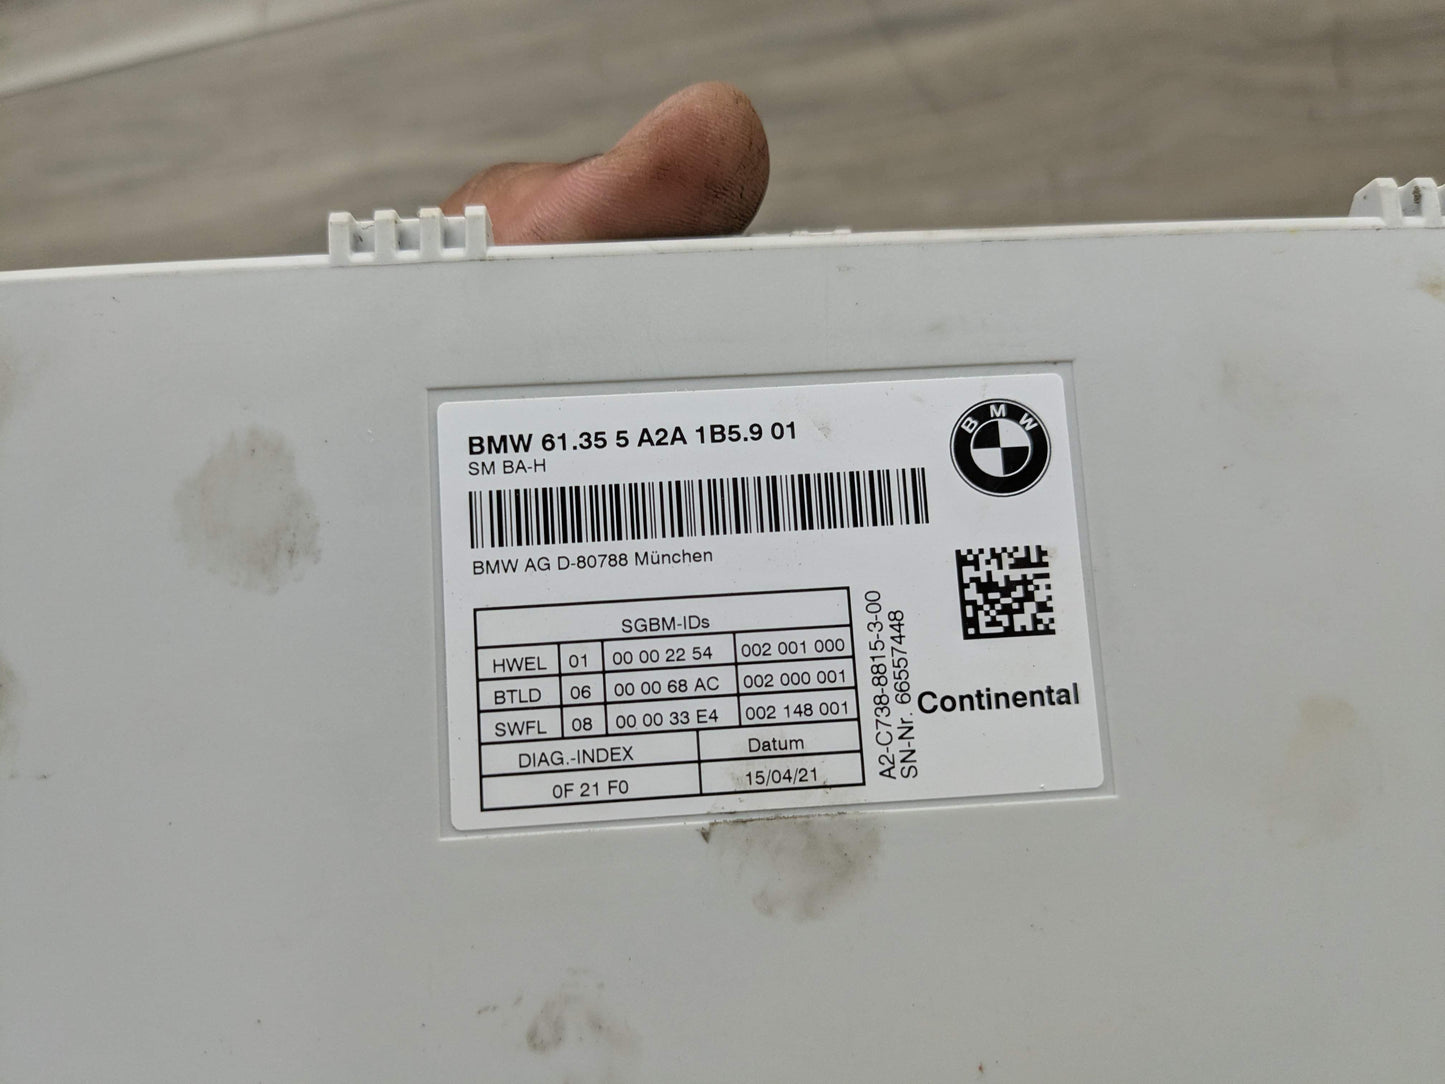 BMW 61.35 5 A2A 1B5.9 01
SM BA-H
BMW
BMW AG D-80788 München
SGBM-IDs
HWEL 01 00 00 22 54 002 001 000
BTLD 06 00 00 68 AC 002 000 001
SWFL 08 00 00 33 E4 002 148 001
DIAG.-INDEX Datum
0F 21 F0 15/04/21
A2-C738-8815-3-00
SN-Nr. 66557448
Continental